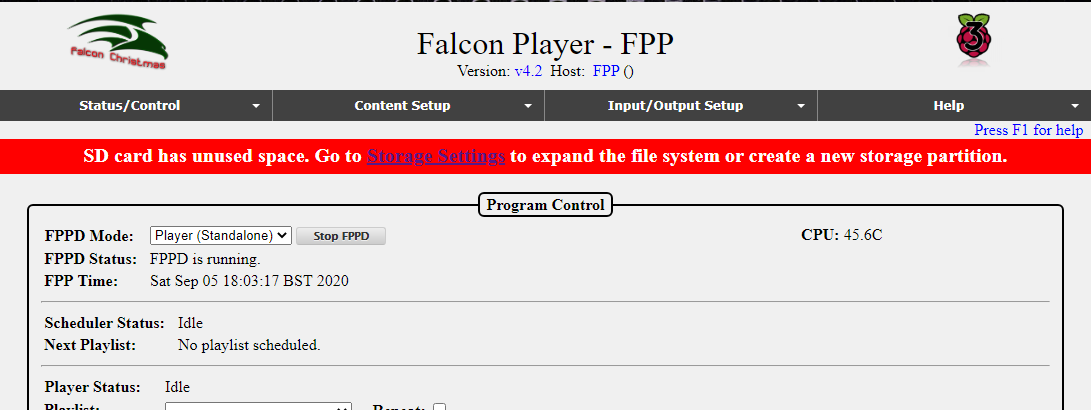 Falcon Christmas
Falcon Player - FPP
3
Version: v4.2 Host: FPP ()
Status/Control Content Setup Input/Output Setup Help
Press F1 for help
SD card has unused space. Go to Storage Settings to expand the file system or create a new storage partition.
Program Control
FPPD Mode: Player (Standalone) Stop FPPD CPU: 45.6C
FPPD Status: FPPD is running.
FPP Time: Sat Sep 05 18:03:17 BST 2020
Scheduler Status: Idle
Next Playlist: No playlist scheduled.
Player Status: Idle
Playlist: Repeat: